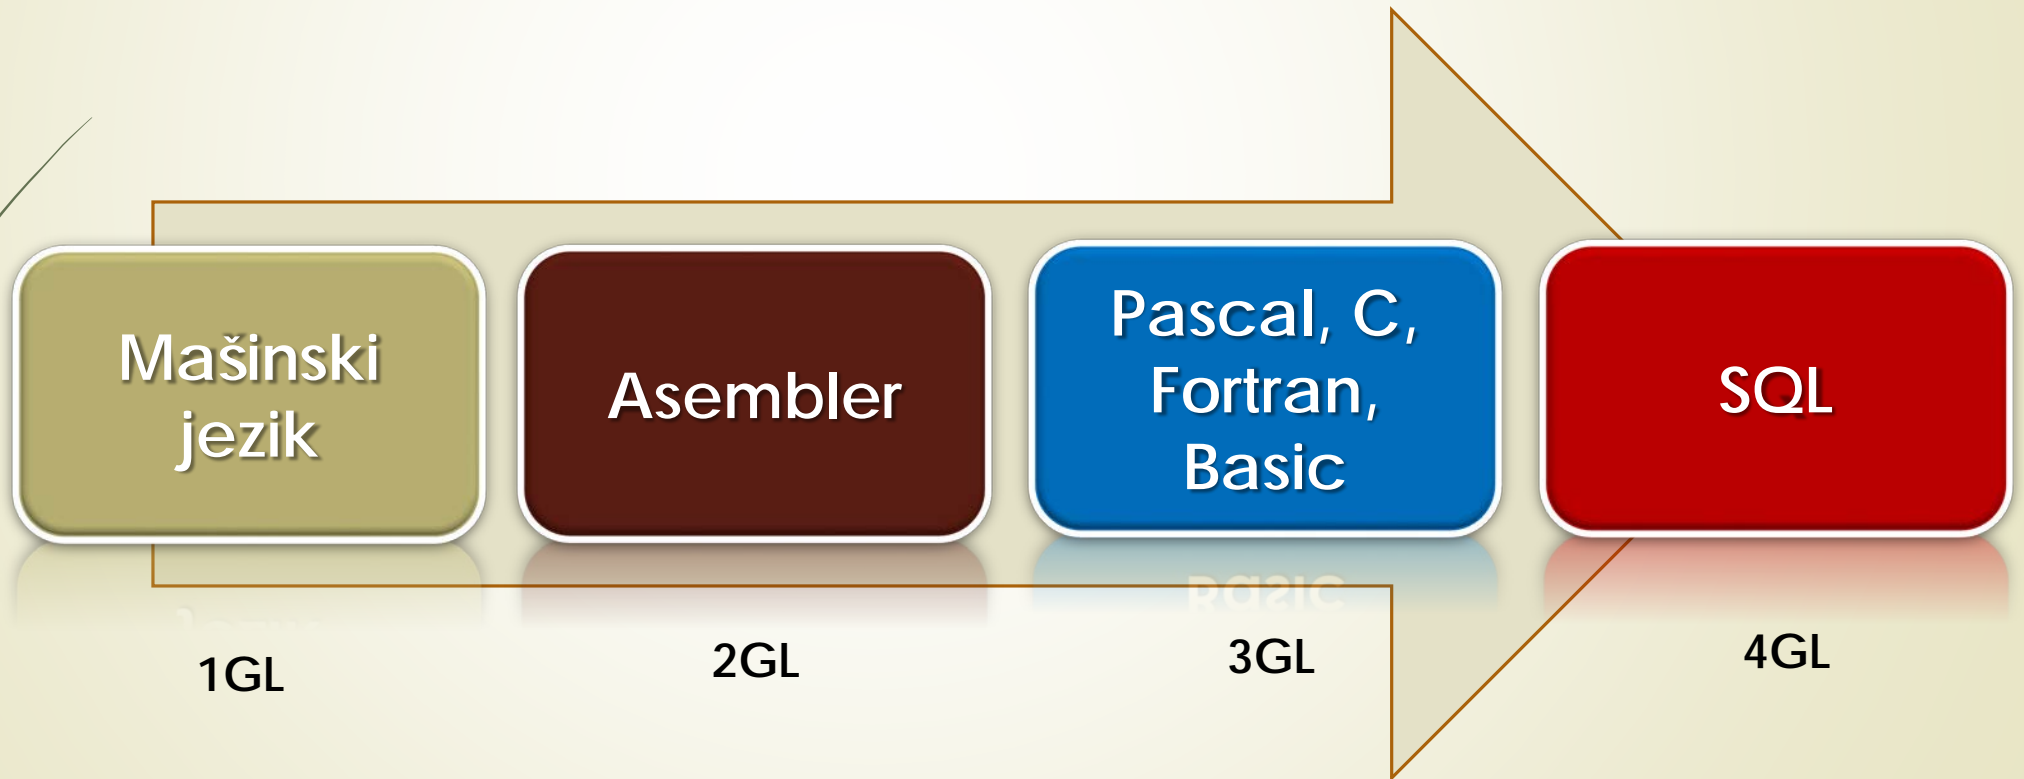 Mašinski
jezik
Asembler
Pascal, C,
Fortran,
Basic
SQL
1GL
2GL
3GL
4GL